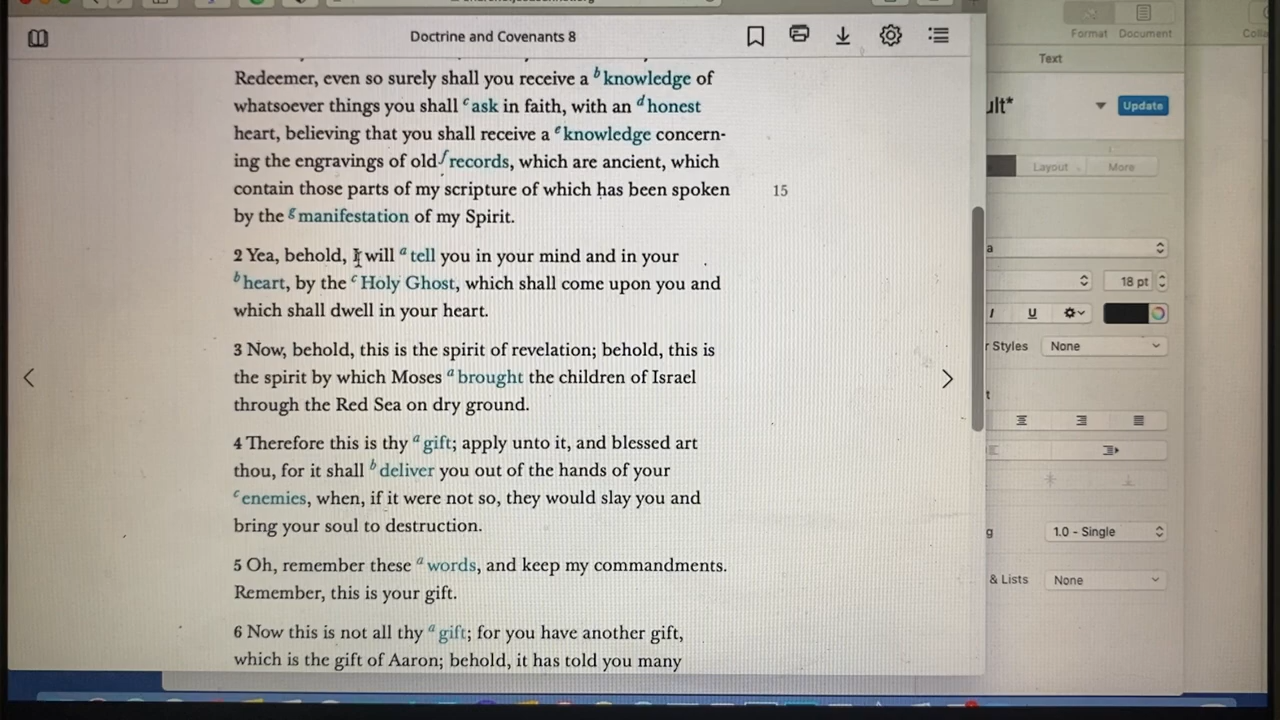 Doctrine and Covenants 8
Redeemer, even so surely shall you receive a b knowledge of
whatsoever things you shall c ask in faith, with an d honest
heart, believing that you shall receive a e knowledge concern-
ing the engravings of old f records, which are ancient, which
contain those parts of my scripture of which has been spoken
by the g manifestation of my Spirit.
15
2 Yea, behold, I will a tell you in your mind and in your
b heart, by the c Holy Ghost, which shall come upon you and
which shall dwell in your heart.
3 Now, behold, this is the spirit of revelation; behold, this is
the spirit by which Moses a brought the children of Israel
through the Red Sea on dry ground.
4 Therefore this is thy a gift; apply unto it, and blessed art
thou, for it shall b deliver you out of the hands of your
c enemies, when, if it were not so, they would slay you and
bring your soul to destruction.
5 Oh, remember these a words, and keep my commandments.
Remember, this is your gift.
6 Now this is not all thy a gift; for you have another gift,
which is the gift of Aaron; behold, it has told you many
Format Document
Colla
Text
ult*
Update
Layout
More
a
18 pt
I U
r Styles
None
t
g
1.0 - Single
& Lists
None